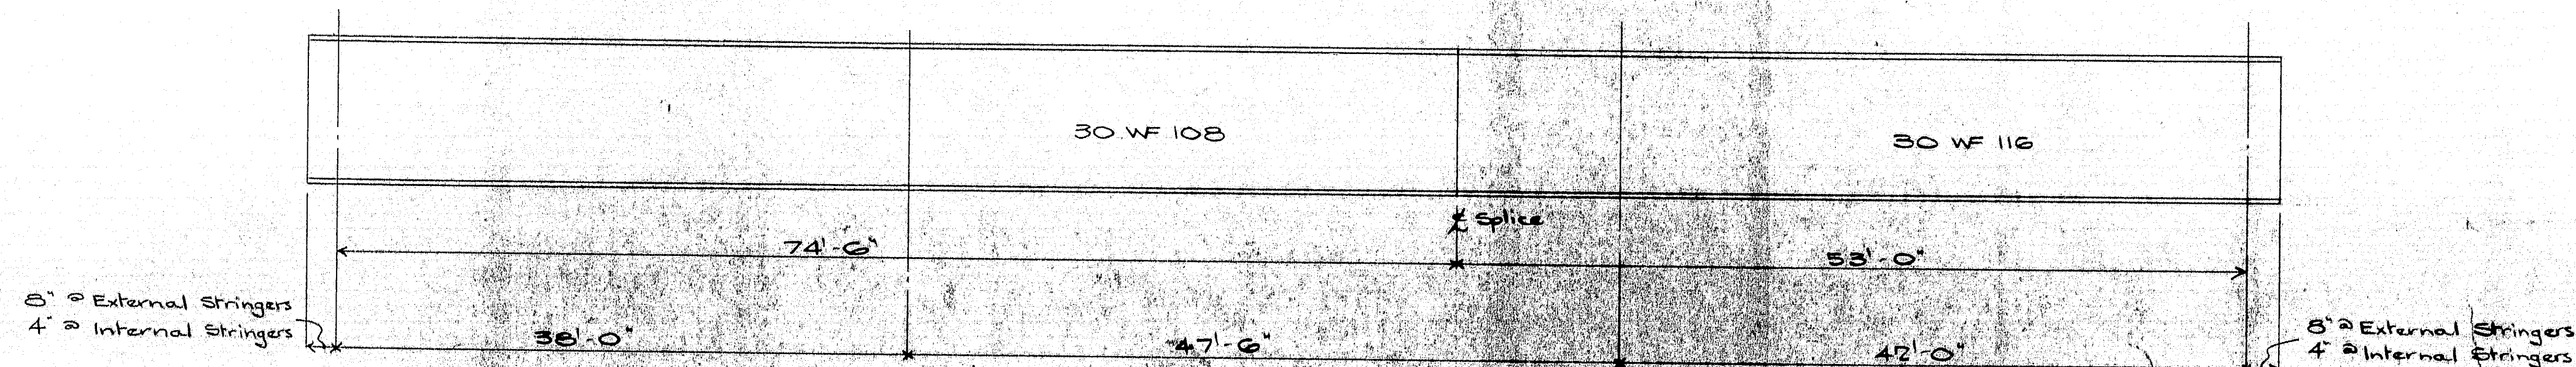 30 WF 108
30 WF 116
℄ Splice
74'-6"
53'-0"
8" @ External Stringers
4" @ Internal Stringers
38'-0"
47'-6"
42'-0"
8" @ External Stringers
4" @ Internal Stringers